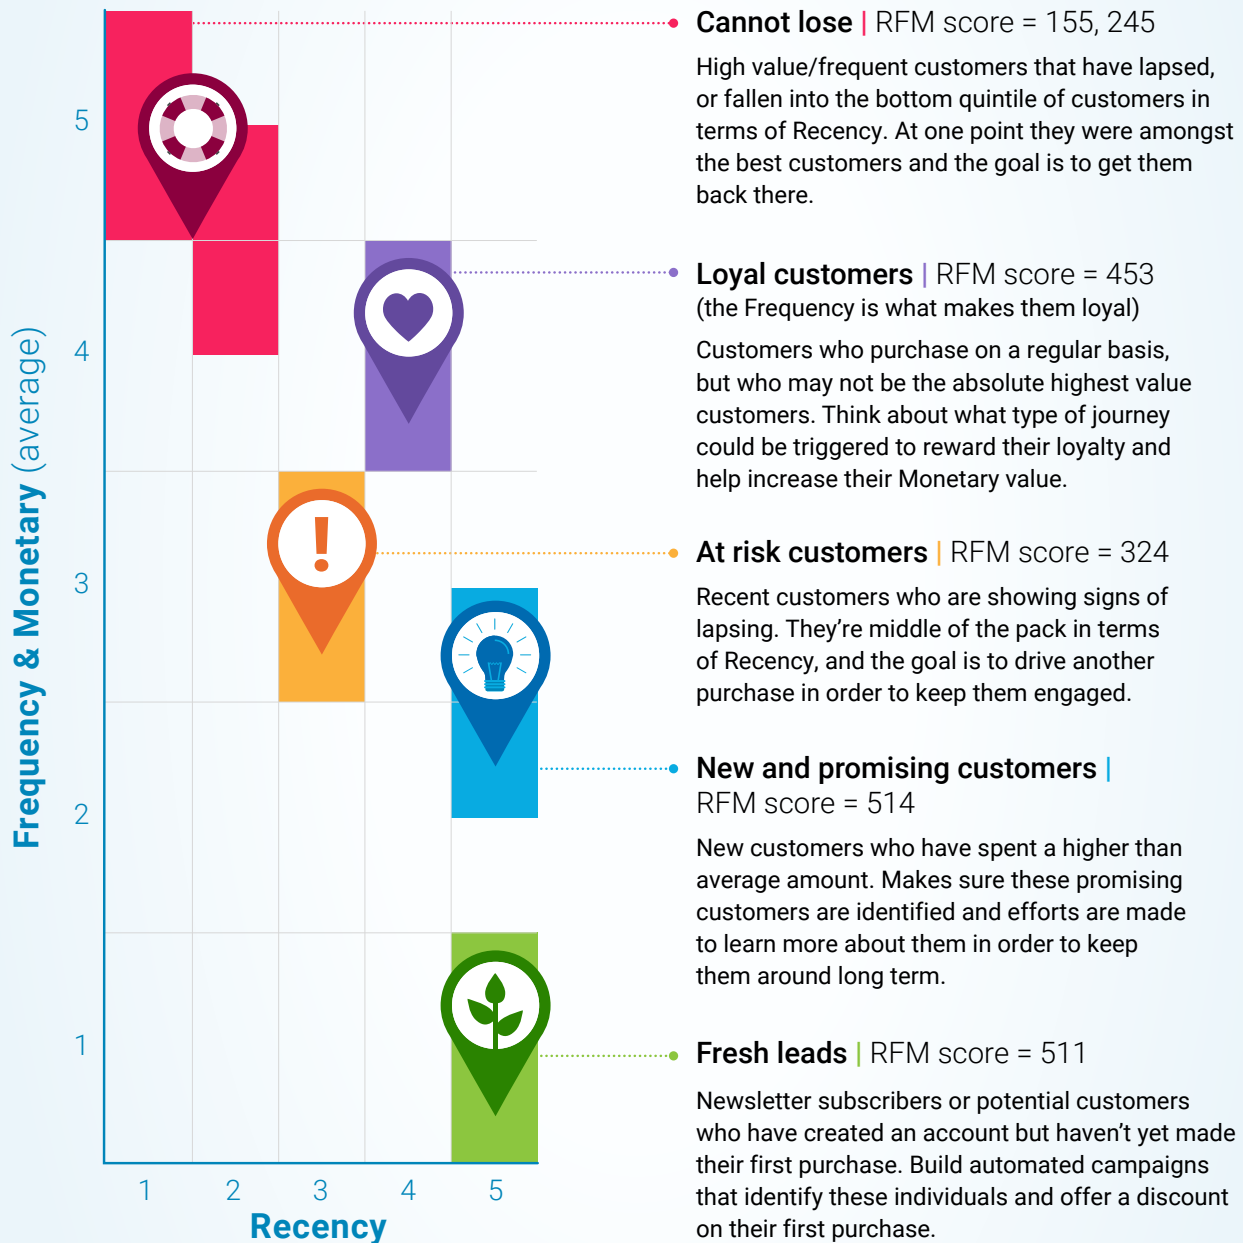 Cannot lose | RFM score = 155, 245
High value/frequent customers that have lapsed,
or fallen into the bottom quintile of customers in
terms of Recency. At one point they were amongst
the best customers and the goal is to get them
back there.
Loyal customers | RFM score = 453
(the Frequency is what makes them loyal)
Customers who purchase on a regular basis,
but who may not be the absolute highest value
customers. Think about what type of journey
could be triggered to reward their loyalty and
help increase their Monetary value.
At risk customers | RFM score = 324
Recent customers who are showing signs of
lapsing. They’re middle of the pack in terms
of Recency, and the goal is to drive another
purchase in order to keep them engaged.
New and promising customers |
RFM score = 514
New customers who have spent a higher than
average amount. Makes sure these promising
customers are identified and efforts are made
to learn more about them in order to keep
them around long term.
Fresh leads | RFM score = 511
Newsletter subscribers or potential customers
who have created an account but haven’t yet made
their first purchase. Build automated campaigns
that identify these individuals and offer a discount
on their first purchase.
Frequency & Monetary (average)
5
4
3
2
1
1 2 3 4 5
Recency